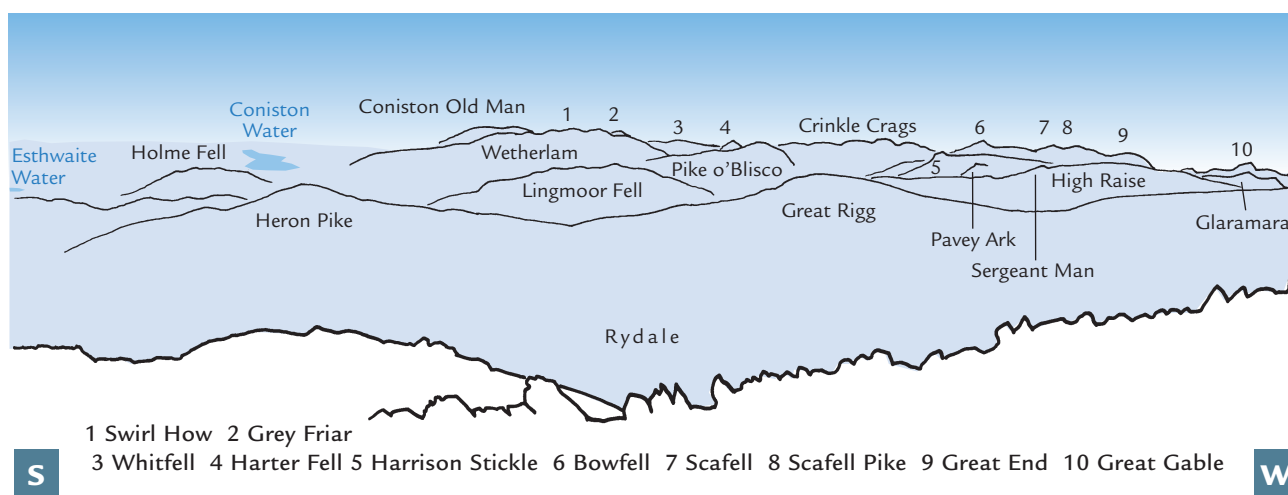 Coniston Old Man
1
2
Coniston
Water
3
4
Crinkle Crags
6
7
8
9
Esthwaite
Water
Holme Fell
Wetherlam
Pike o'Blisco
5
High Raise
10
Lingmoor Fell
Heron Pike
Great Rigg
Glaramara
Pavey Ark
Sergeant Man
Rydale
1 Swirl How 2 Grey Friar
3 Whitfell 4 Harter Fell 5 Harrison Stickle 6 Bowfell 7 Scafell 8 Scafell Pike 9 Great End 10 Great Gable
S
W